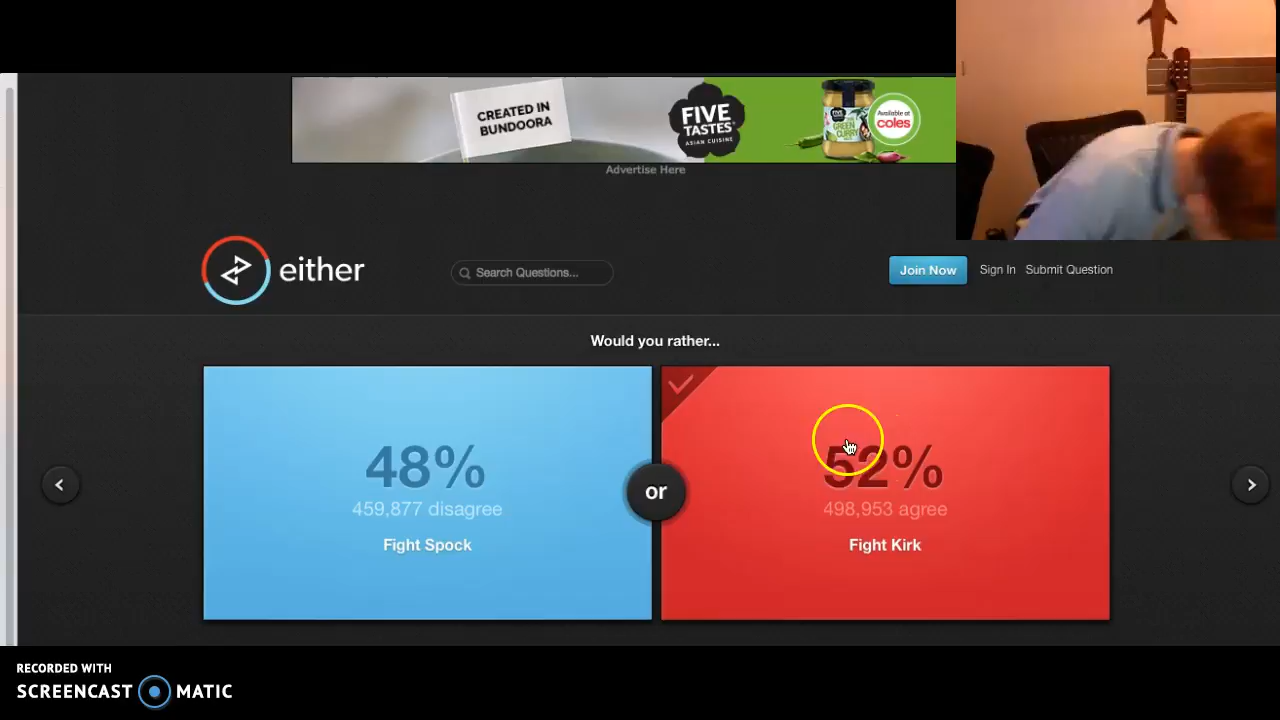 CREATED IN
BUNDOORA
FIVE
TASTES
ASIAN CUISINE
GREEN
CURRY
Available at
coles
Advertise Here
either
Search Questions...
Join Now
Sign In
Submit Question
Would you rather...
48%
459,877 disagree
Fight Spock
or
52%
498,953 agree
Fight Kirk
RECORDED WITH
SCREENCAST MATIC